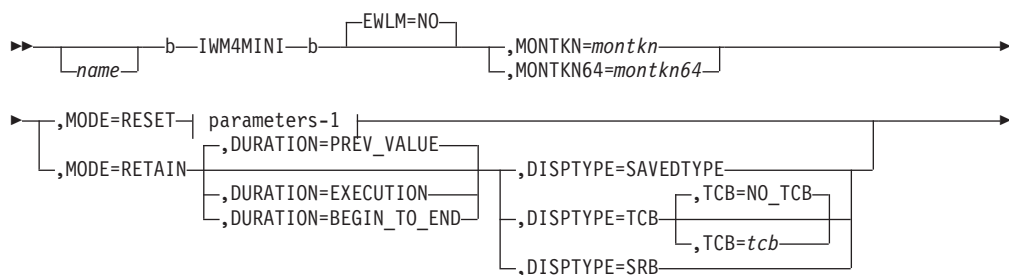 EWLM=NO
b IWM4MINI b ,MONTKN=montkn
name ,MONTKN64=montkn64
,MODE=RESET parameters-1
,DURATION=PREV_VALUE
,MODE=RETAIN ,DISPTYPE=SAVEDTYPE
,DURATION=EXECUTION ,TCB=NO_TCB
,DURATION=BEGIN_TO_END ,DISPTYPE=TCB
,TCB=tcb
,DISPTYPE=SRB